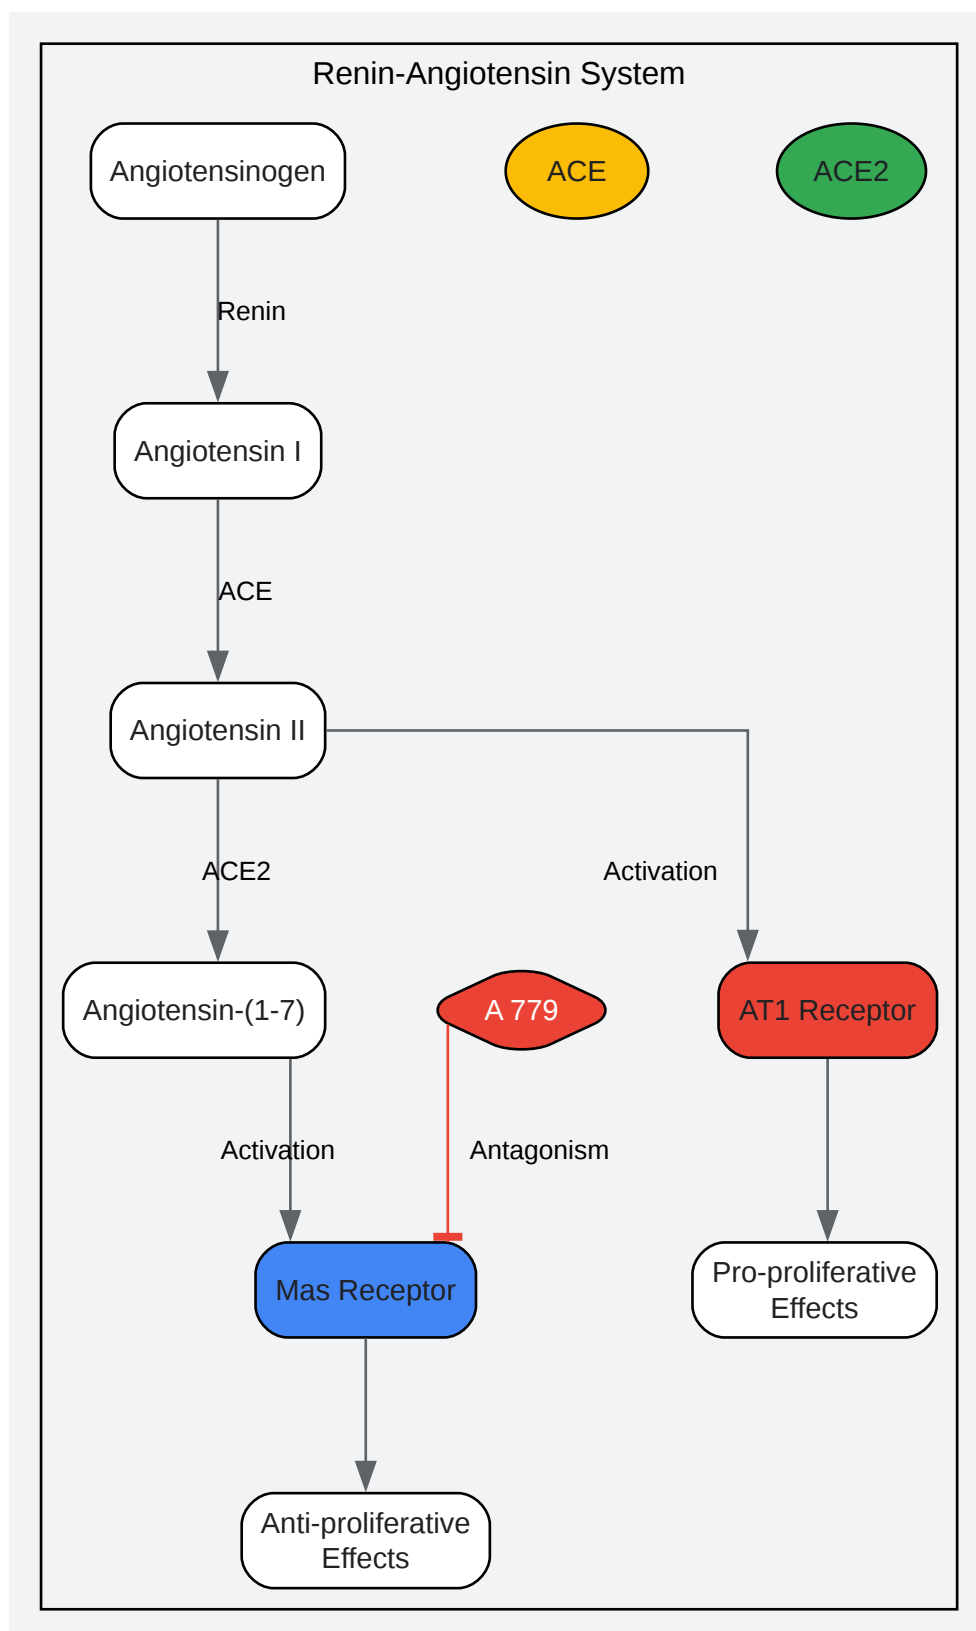 Renin-Angiotensin System
Angiotensinogen
ACE
ACE2
Renin
Angiotensin I
ACE
Angiotensin II
ACE2
Activation
Angiotensin-(1-7)
A 779
AT1 Receptor
Activation
Antagonism
Mas Receptor
Pro-proliferative
Effects
Anti-proliferative
Effects